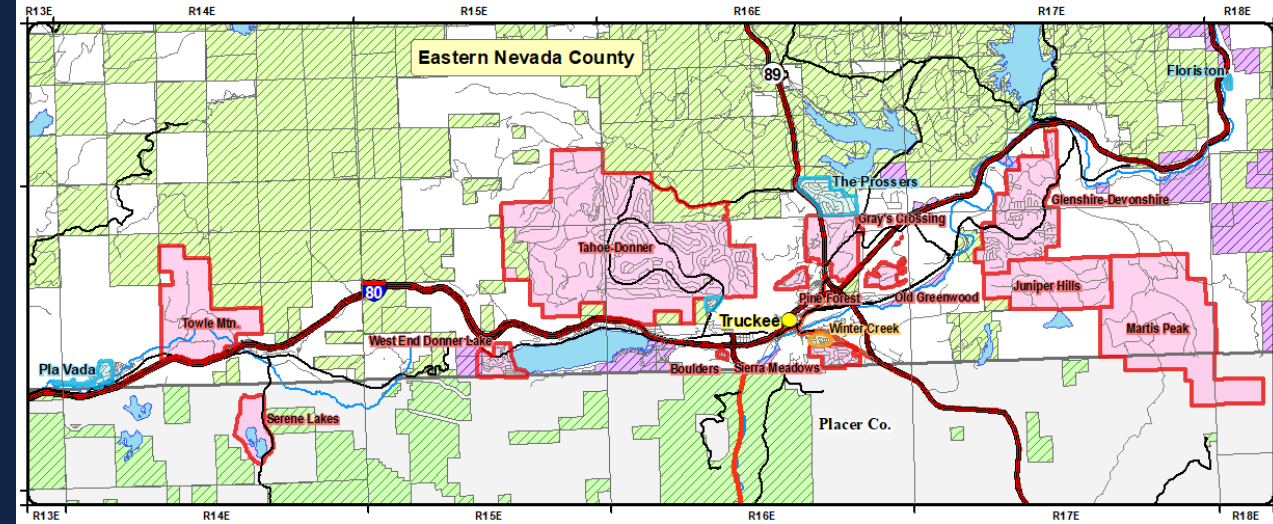 R13E R14E R15E R16E R17E R18E
Eastern Nevada County
89
Floriston
The Prossers
Glenshire-Devonshire
Gray's Crossing
Tahoe-Donner
80
Juniper Hills
Pine Forest
Old Greenwood
Towle Mtn.
Truckee
Winter Creek
Martis Peak
West End Donner Lake
Pla Vada
Boulders
Sierra Meadows
Serene Lakes
Placer Co.
R13E R14E R15E R16E R17E R18E